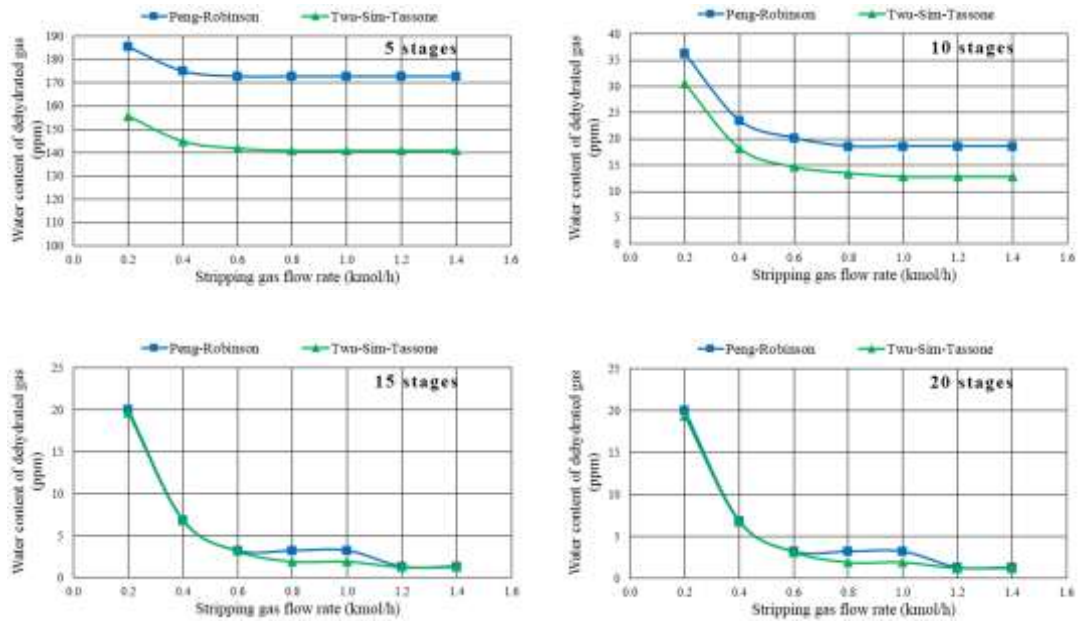 Peng-Robinson Twu-Sim-Tassone
5 stages
Water content of dehydrated gas
(ppm)
190
180
170
160
150
140
130
120
110
100
0.0 0.2 0.4 0.6 0.8 1.0 1.2 1.4 1.6
Stripping gas flow rate (kmol/h)
Peng-Robinson Twu-Sim-Tassone
10 stages
Water content of dehydrated gas
(ppm)
40
35
30
25
20
15
10
5
0
0.0 0.2 0.4 0.6 0.8 1.0 1.2 1.4 1.6
Stripping gas flow rate (kmol/h)
Peng-Robinson Twu-Sim-Tassone
15 stages
Water content of dehydrated gas
(ppm)
25
20
15
10
5
0
0.0 0.2 0.4 0.6 0.8 1.0 1.2 1.4 1.6
Stripping gas flow rate (kmol/h)
Peng-Robinson Twu-Sim-Tassone
20 stages
Water content of dehydrated gas
(ppm)
25
20
15
10
5
0
0.0 0.2 0.4 0.6 0.8 1.0 1.2 1.4 1.6
Stripping gas flow rate (kmol/h)